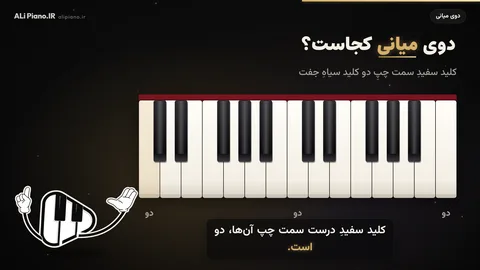 ALi Piano.IR alipiano.ir
دوی میانی
دوی میانی کجاست؟
کلید سفیدِ سمت چپِ دو کلید سیاهِ جفت
دو دو دو
کلید سفیدِ درست سمت چپ آن‌ها، دو
است.